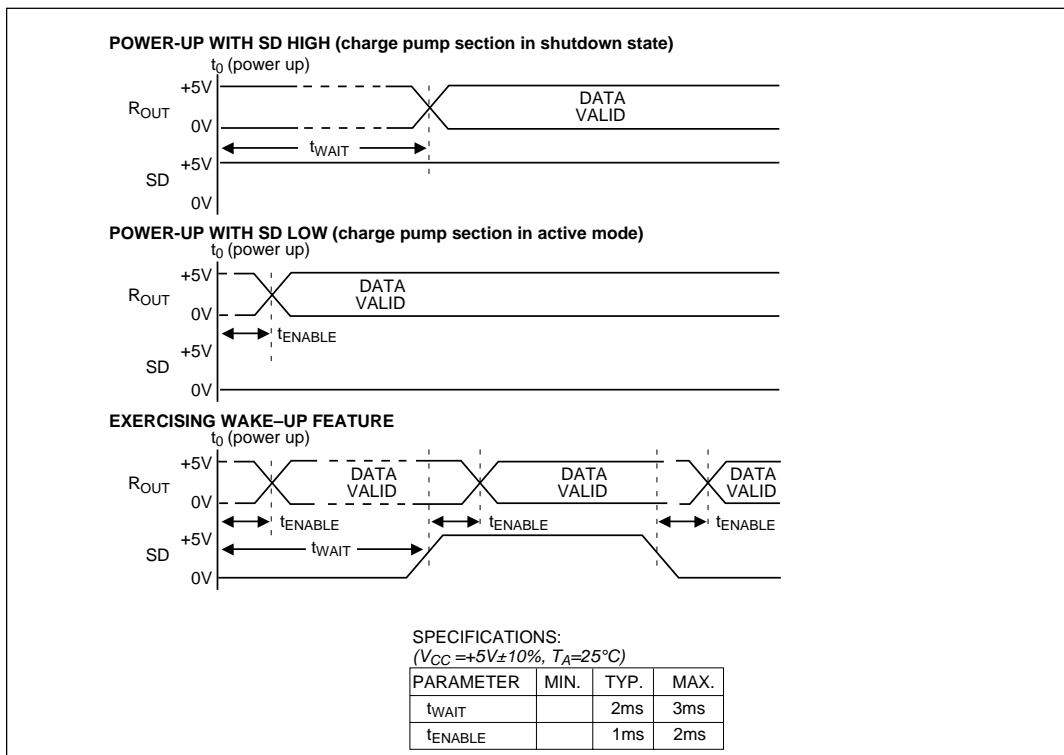 POWER-UP WITH SD HIGH (charge pump section in shutdown state)
t0 (power up)
+5V
ROUT
0V
DATA
VALID
tWAIT
+5V
SD
0V
POWER-UP WITH SD LOW (charge pump section in active mode)
t0 (power up)
+5V
ROUT
0V
DATA
VALID
tENABLE
+5V
SD
0V
EXERCISING WAKE–UP FEATURE
t0 (power up)
+5V
ROUT
0V
DATA
VALID
DATA
VALID
DATA
VALID
tENABLE
tENABLE
tENABLE
+5V
SD
0V
tWAIT
SPECIFICATIONS:
(VCC =+5V±10%, TA=25°C)
PARAMETER MIN. TYP. MAX.
tWAIT 2ms 3ms
tENABLE 1ms 2ms